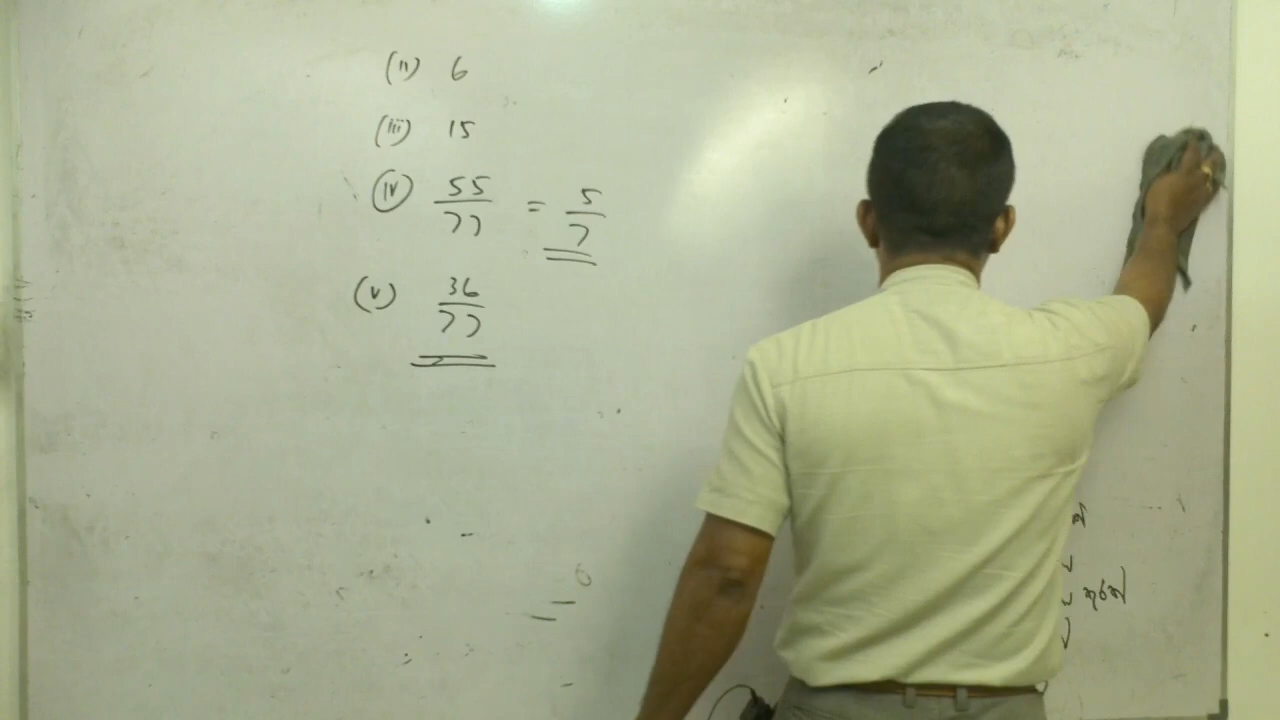 (ii) 6
(iii) 15
(iv) 55/77 = 5/7
(v) 36/77